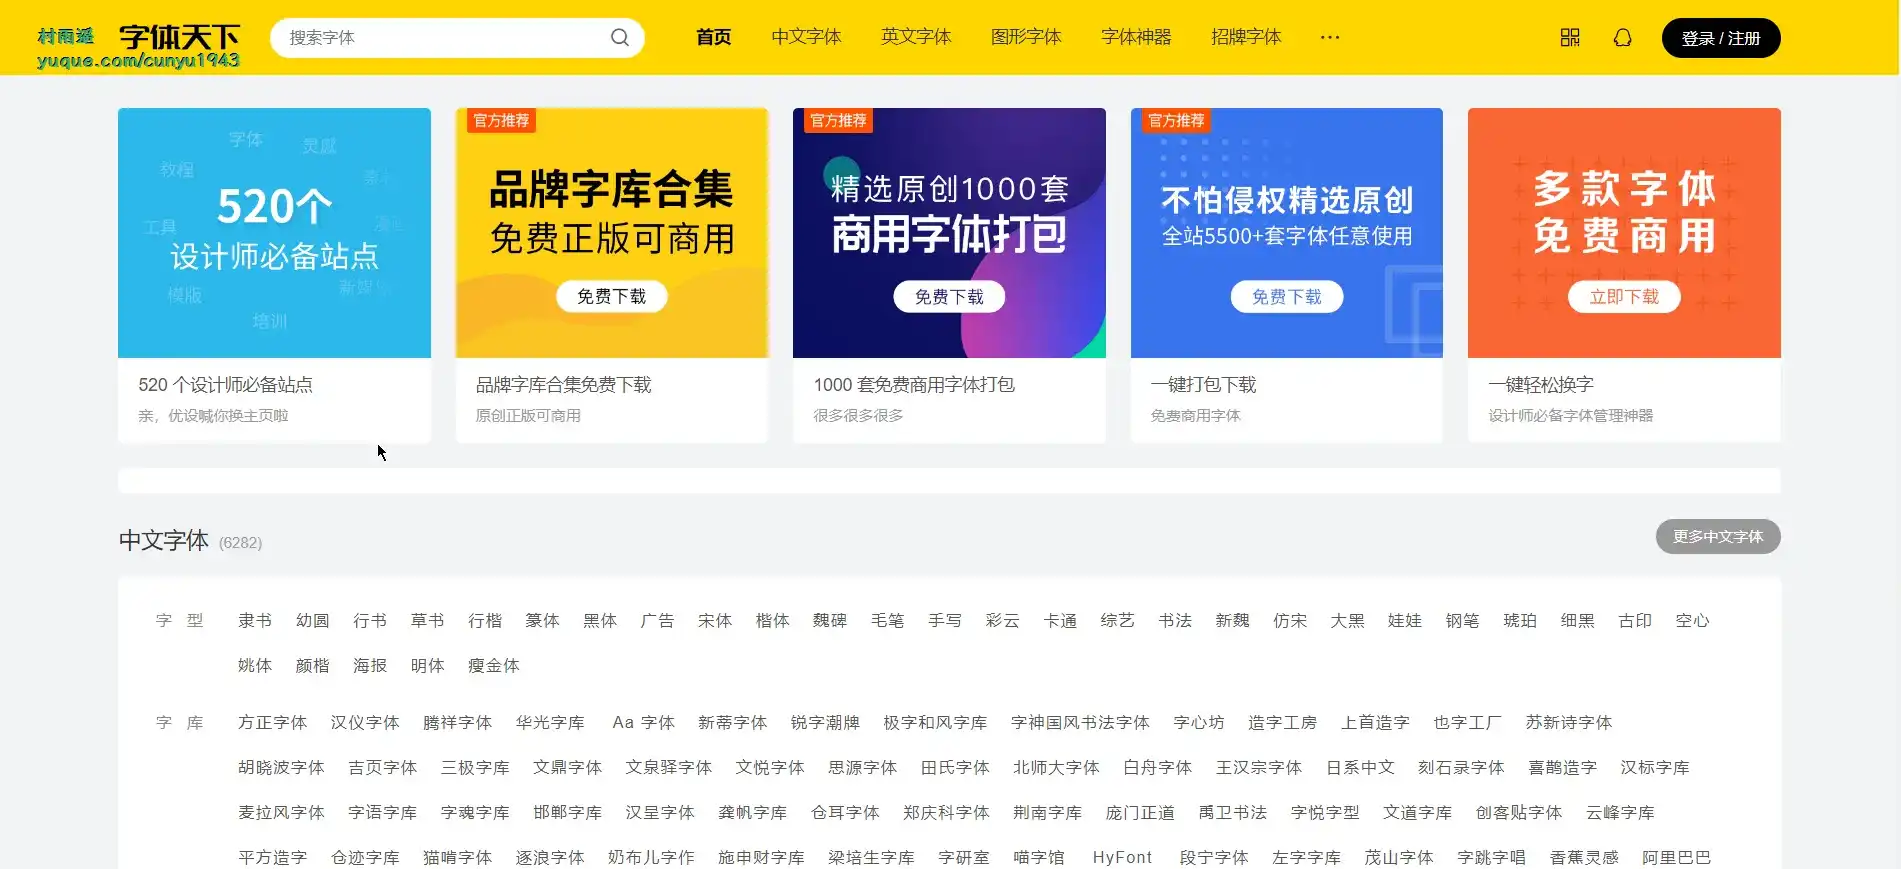 村雨遥 字体天下
yuque.com/cunyu1943
搜索字体
首页 中文字体 英文字体 图形字体 字体神器 招牌字体 ···
登录 / 注册
字体 灵感
教程
520个
工具
设计师必备站点
模版
培训
520 个设计师必备站点
亲，优设喊你换主页啦
官方推荐
品牌字库合集
免费正版可商用
免费下载
品牌字库合集免费下载
原创正版可商用
官方推荐
精选原创1000套
商用字体打包
免费下载
1000 套免费商用字体打包
很多很多很多
官方推荐
不怕侵权精选原创
全站5500+套字体任意使用
免费下载
一键打包下载
免费商用字体
多款字体
免费商用
立即下载
一键轻松换字
设计师必备字体管理神器
中文字体 (6282)
更多中文字体
字 型 隶书 幼圆 行书 草书 行楷 篆体 黑体 广告 宋体 楷体 魏碑 毛笔 手写 彩云 卡通 综艺 书法 新魏 仿宋 大黑 娃娃 钢笔 琥珀 细黑 古印 空心
姚体 颜楷 海报 明体 瘦金体
字 库 方正字体 汉仪字体 腾祥字体 华光字库 Aa 字体 新蒂字体 锐字潮牌 极字和风字库 字神国风书法字体 字心坊 造字工房 上首造字 也字工厂 苏新诗字体
胡晓波字体 吉页字体 三极字库 文鼎字体 文泉驿字体 文悦字体 思源字体 田氏字体 北师大字体 白舟字体 王汉宗字体 日系中文 刻石录字体 喜鹊造字 汉标字库
麦拉风字体 字语字库 字魂字库 邯郸字库 汉呈字体 龚帆字库 仓耳字体 郑庆科字体 荆南字库 庞门正道 禹卫书法 字悦字型 文道字库 创客贴字体 云峰字库
平方造字 仓迹字库 猫啃字体 逐浪字体 奶布儿字作 施申财字库 梁培生字库 字研室 喵字馆 HyFont 段宁字体 左字字库 茂山字体 字跳字唱 香蕉灵感 阿里巴巴